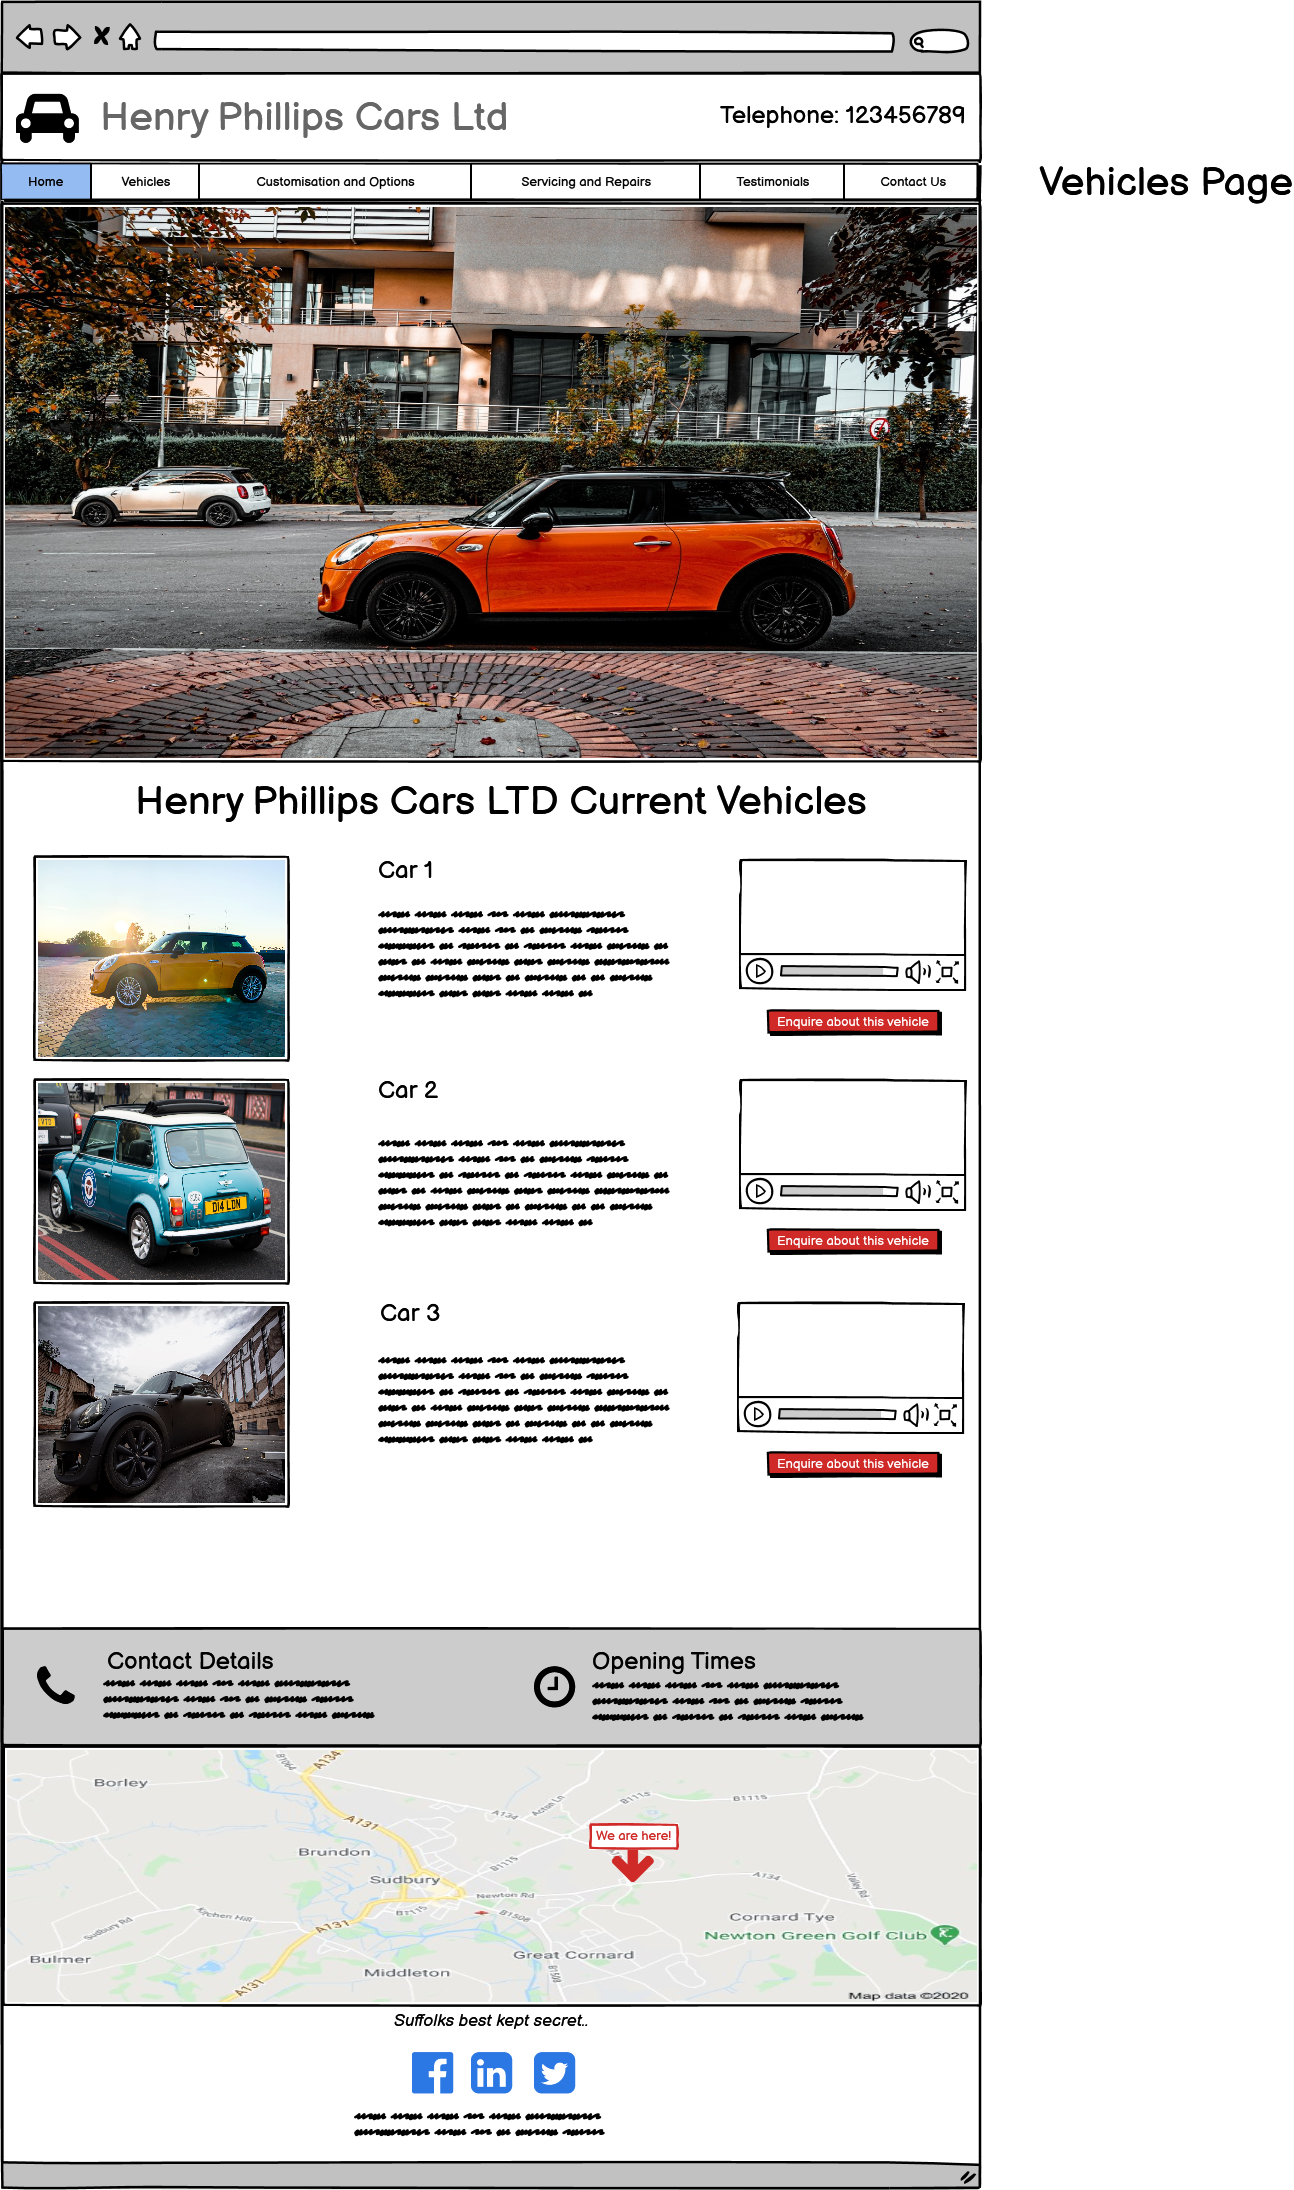 Henry Phillips Cars Ltd
Telephone: 123456789
Home
Vehicles
Customisation and Options
Servicing and Repairs
Testimonials
Contact Us
Vehicles Page
Henry Phillips Cars LTD Current Vehicles
Car 1
Enquire about this vehicle
Car 2
D14 LDN
Enquire about this vehicle
Car 3
Enquire about this vehicle
Contact Details
Opening Times
A134
B1064
Borley
A131
A134
Acton Ln
B1115
B1115
We are here!
Brundon
Sudbury
B1115
A134
Valley Rd
Newton Rd
B1115
B1508
Kitchen Hill
Sudbury Rd
A131
Cornard Tye
Newton Green Golf Club
Bulmer
Great Cornard
Middleton
B1508
A131
Map data ©2020
Suffolks best kept secret..